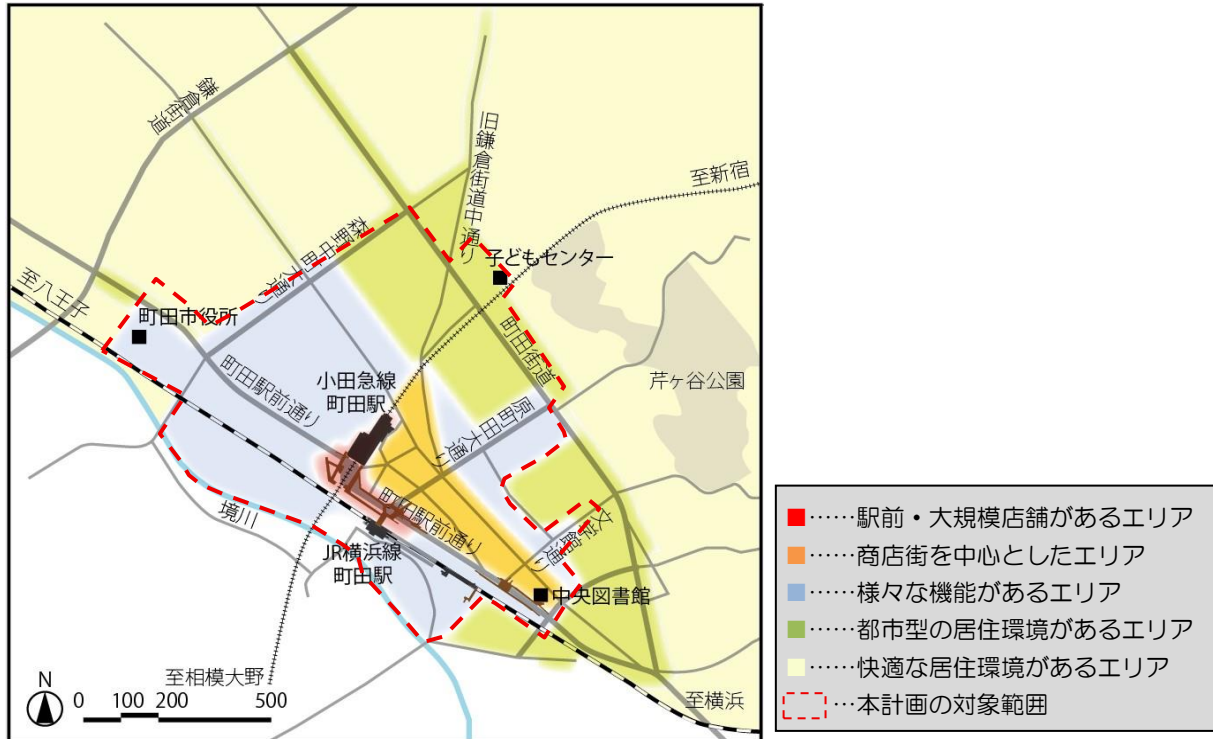 鎌倉街道
旧鎌倉街道中通り
至新宿
森野中町大通り
子どもセンター
至八王子
町田市役所
町田街道
芹ヶ谷公園
町田駅前通り
小田急線
町田駅
原町田大通り
町田駅前通り
文学館通り
境川
JR横浜線
町田駅
中央図書館
至相模大野
至横浜
N
0 100 200 500
■……駅前・大規模店舗があるエリア
■……商店街を中心としたエリア
■……様々な機能があるエリア
■……都市型の居住環境があるエリア
■……快適な居住環境があるエリア
…本計画の対象範囲